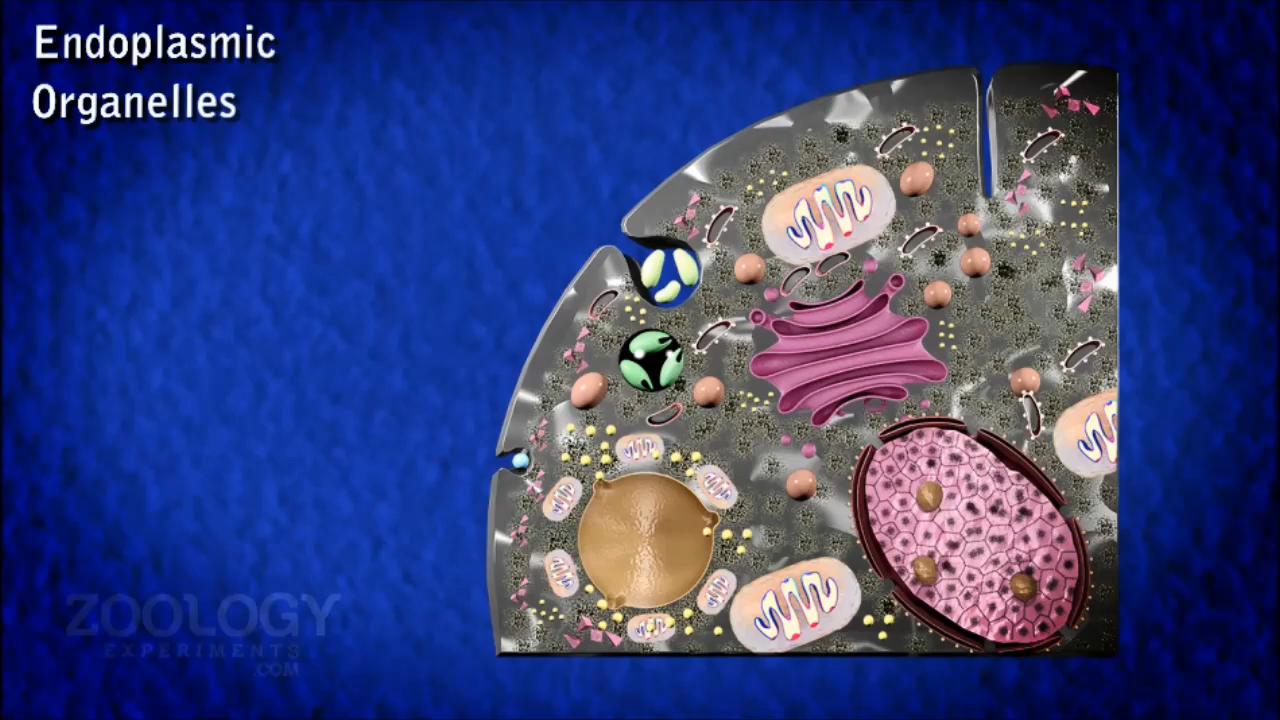 Endoplasmic
Organelles
ZOOLOGY
EXPERIMENTS
.COM